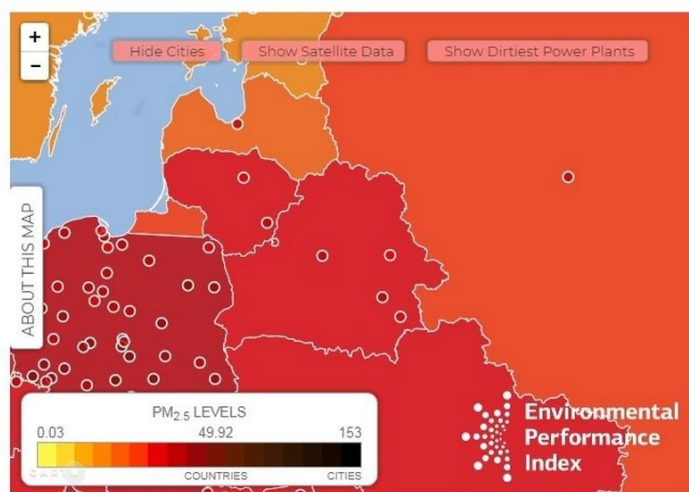 +
Hide Cities
Show Satellite Data
Show Dirtiest Power Plants
−
ABOUT THIS MAP
PM2.5 LEVELS
0.03
49.92
153
CARTO
COUNTRIES
CITIES
Environmental
Performance
Index